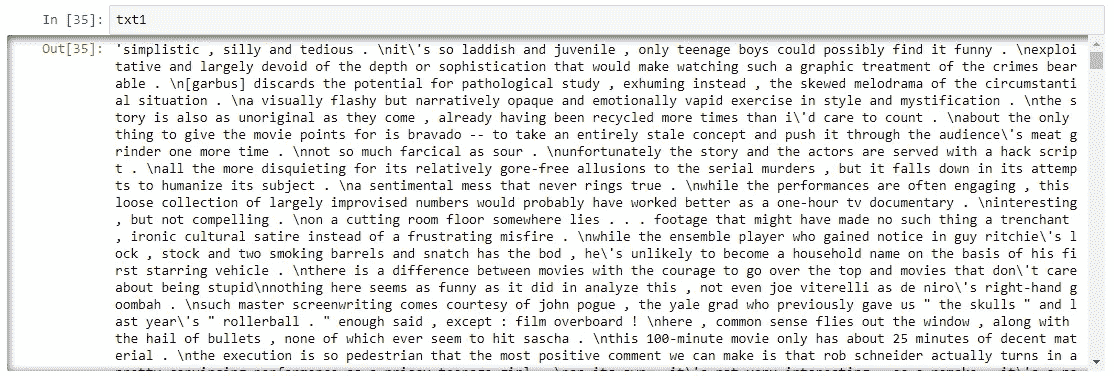 In [35]: txt1
Out[35]: 'simplistic , silly and tedious . \nit\'s so laddish and juvenile , only teenage boys could possibly find it funny . \nexploi
tative and largely devoid of the depth or sophistication that would make watching such a graphic treatment of the crimes bear
able . \n[garbus] discards the potential for pathological study , exhuming instead , the skewed melodrama of the circumstanti
al situation . \na visually flashy but narratively opaque and emotionally vapid exercise in style and mystification . \nthe s
tory is also as unoriginal as they come , already having been recycled more times than i\'d care to count . \nabout the only
thing to give the movie points for is bravado -- to take an entirely stale concept and push it through the audience\'s meat g
rinder one more time . \nnot so much farcical as sour . \nunfortunately the story and the actors are served with a hack scrip
t . \nall the more disquieting for its relatively gore-free allusions to the serial murders , but it falls down in its attemp
ts to humanize its subject . \na sentimental mess that never rings true . \nwhile the performances are often engaging , this
loose collection of largely improvised numbers would probably have worked better as a one-hour tv documentary . \ninteresting
, but not compelling . \non a cutting room floor somewhere lies . . . footage that might have made no such thing a trenchant
, ironic cultural satire instead of a frustrating misfire . \nwhile the ensemble player who gained notice in guy ritchie\'s l
ock , stock and two smoking barrels and snatch has the bod , he\'s unlikely to become a household name on the basis of his fi
rst starring vehicle . \nthere is a difference between movies with the courage to go over the top and movies that don\'t care
about being stupid\nnothing here seems as funny as it did in analyze this , not even joe viterelli as de niro\'s right-hand g
oombah . \nsuch master screenwriting comes courtesy of john pogue , the yale grad who previously gave us " the skulls " and l
ast year\'s " rollerball . " enough said , except : film overboard ! \nhere , common sense flies out the window , along with
the hail of bullets , none of which ever seem to hit sascha . \nthis 100-minute movie only has about 25 minutes of decent mat
erial . \nthe execution is so pedestrian that the most positive comment we can make is that rob schneider actually turns in a